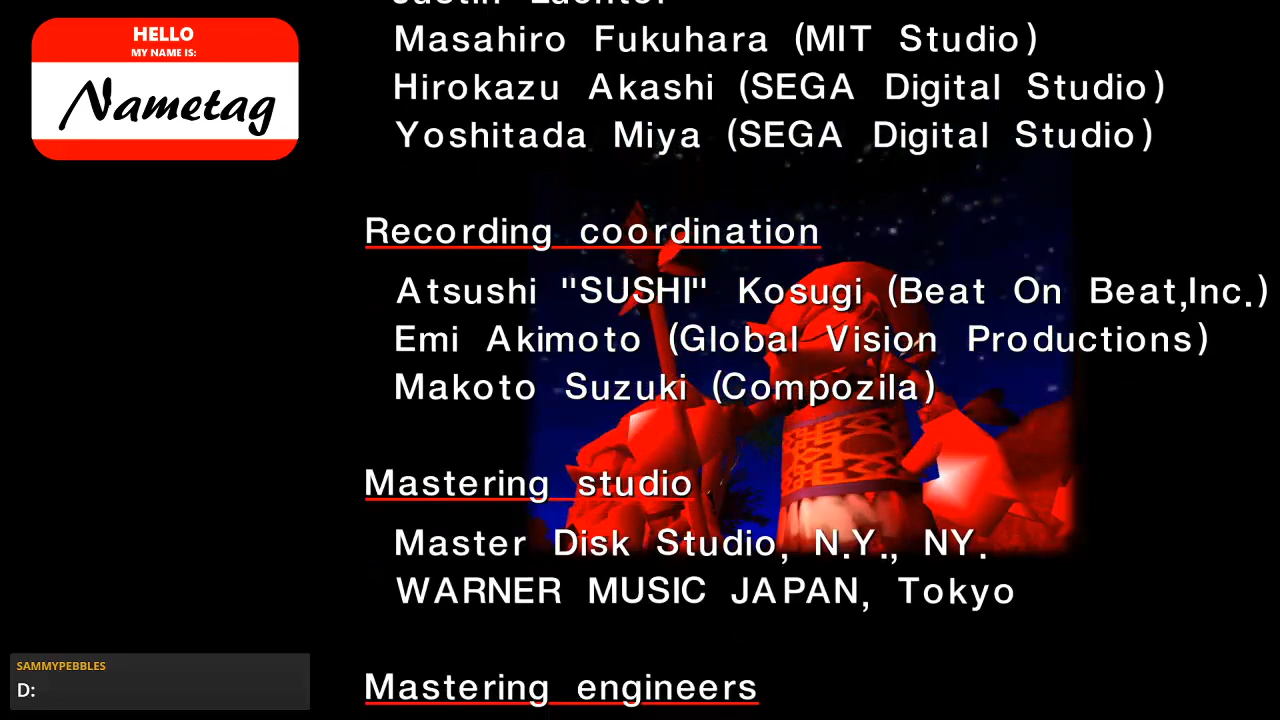 HELLO
MY NAME IS:
Nametag
Masahiro Fukuhara (MIT Studio)
Hirokazu Akashi (SEGA Digital Studio)
Yoshitada Miya (SEGA Digital Studio)
Recording coordination
Atsushi "SUSHI" Kosugi (Beat On Beat,Inc.)
Emi Akimoto (Global Vision Productions)
Makoto Suzuki (Compozila)
Mastering studio
Master Disk Studio, N.Y., NY.
WARNER MUSIC JAPAN, Tokyo
SAMMYPEBBLES
D:
Mastering engineers